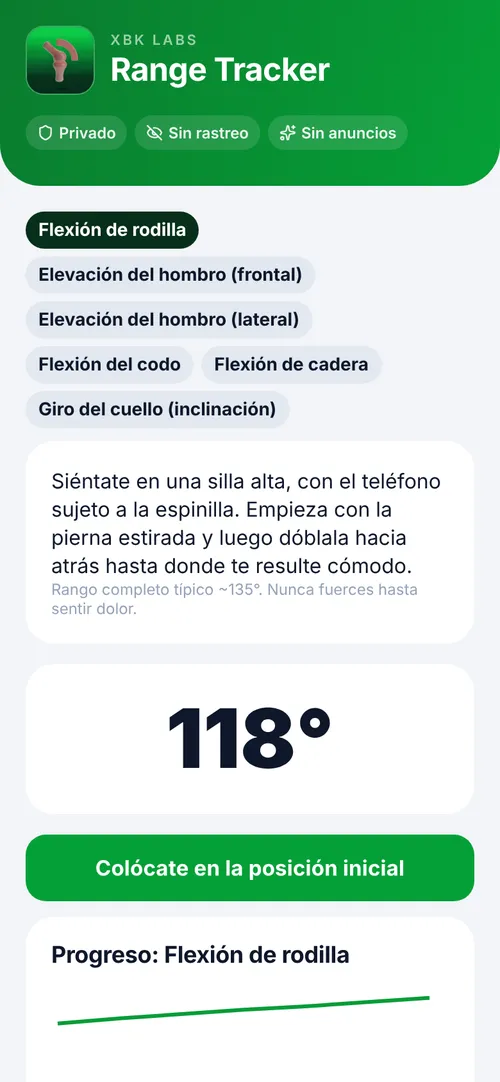 XBK LABS
Range Tracker
Privado
Sin rastreo
Sin anuncios
Flexión de rodilla
Elevación del hombro (frontal)
Elevación del hombro (lateral)
Flexión del codo
Flexión de cadera
Giro del cuello (inclinación)
Siéntate en una silla alta, con el teléfono
sujeto a la espinilla. Empieza con la
pierna estirada y luego dóblala hacia
atrás hasta donde te resulte cómodo.
Rango completo típico ~135°. Nunca fuerces hasta
sentir dolor.
118°
Colócate en la posición inicial
Progreso: Flexión de rodilla